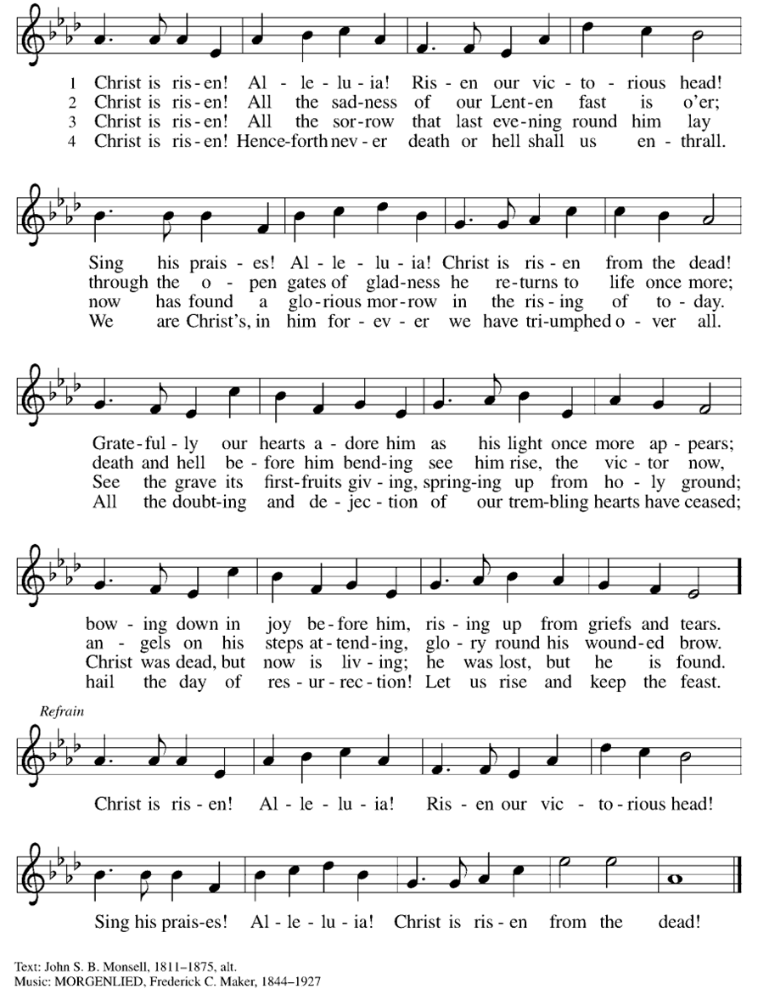 1 Christ is ris - en! Al - le - lu - ia! Ris - en our vic - to - rious head!
2 Christ is ris - en! All the sad - ness of our Lent - en fast is o'er;
3 Christ is ris - en! All the sor - row that last eve - ning round him lay
4 Christ is ris - en! Hence - forth nev - er death or hell shall us en - thrall.
Sing his prais - es! Al - le - lu - ia! Christ is ris - en from the dead!
through the o - pen gates of glad - ness he re - turns to life once more;
now has found a glo - rious mor - row in the ris - ing of to - day.
We are Christ's, in him for - ev - er we have tri - umphed o - ver all.
Grate - ful - ly our hearts a - dore him as his light once more ap - pears;
death and hell be - fore him bend - ing see him rise, the vic - tor now,
See the grave its first - fruits giv - ing, spring - ing up from ho - ly ground;
All the doubt - ing and de - jec - tion of our trem - bling hearts have ceased;
bow - ing down in joy be - fore him, ris - ing up from griefs and tears.
an - gels on his steps at - tend - ing, glo - ry round his wound - ed brow.
Christ was dead, but now is liv - ing; he was lost, but he is found.
hail the day of res - ur - rec - tion! Let us rise and keep the feast.
Refrain
Christ is ris - en! Al - le - lu - ia! Ris - en our vic - to - rious head!
Sing his prais - es! Al - le - lu - ia! Christ is ris - en from the dead!
Text: John S. B. Monsell, 1811–1875, alt.
Music: MORGENLIED, Frederick C. Maker, 1844–1927